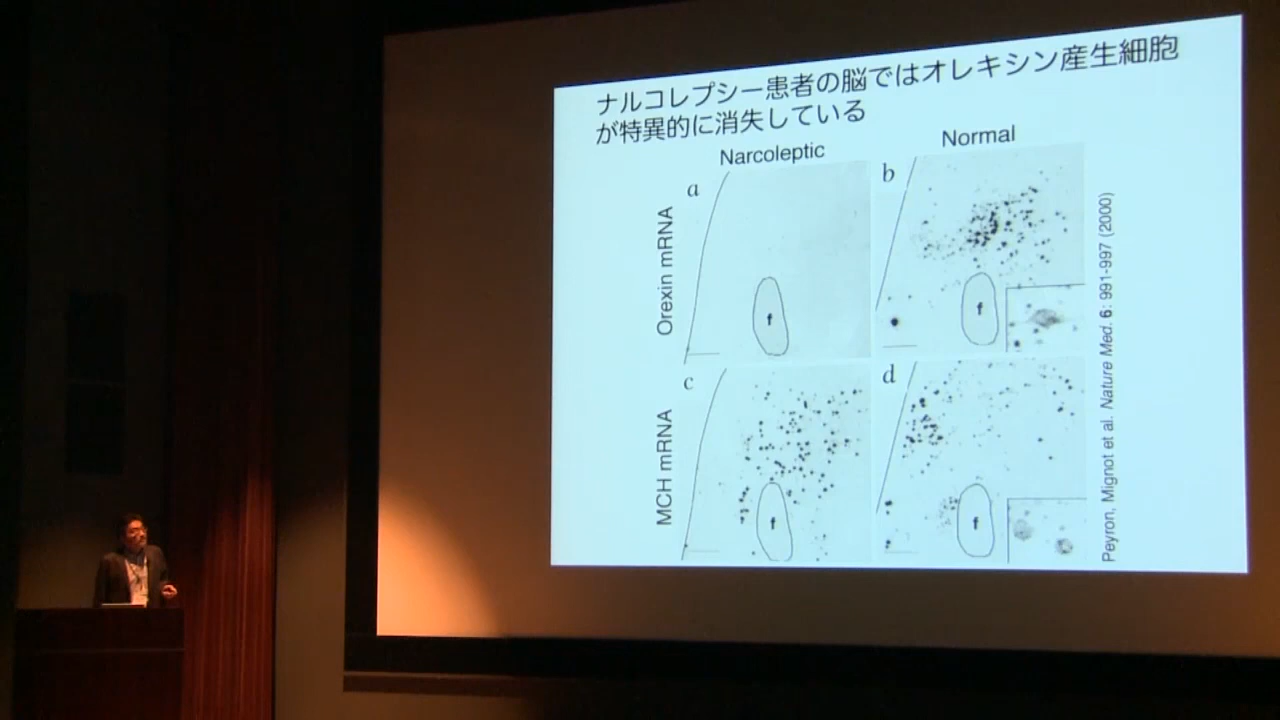 ナルコレプシー患者の脳ではオレキシン産生細胞
が特異的に消失している
Narcoleptic
Normal
Orexin mRNA
a
f
b
f
MCH mRNA
c
f
d
f
Peyron, Mignot et al. Nature Med. 6: 991-997 (2000)